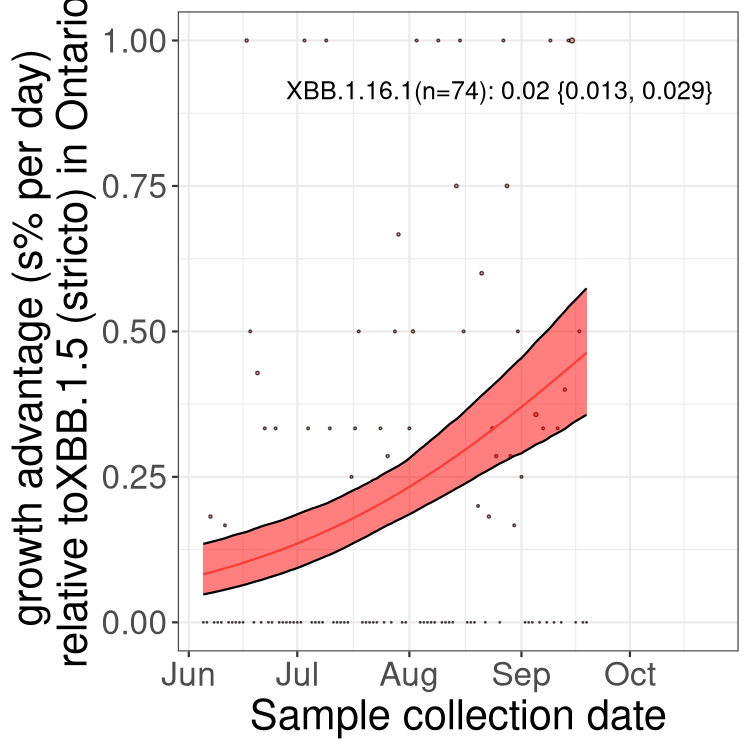 growth advantage (s% per day)
relative toXBB.1.5 (stricto) in Ontario
1.00
XBB.1.16.1(n=74): 0.02 {0.013, 0.029}
0.75
0.50
0.25
0.00
Jun Jul Aug Sep Oct
Sample collection date